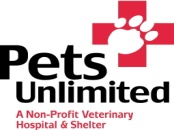 Pets
Unlimited
A Non-Profit Veterinary
Hospital & Shelter